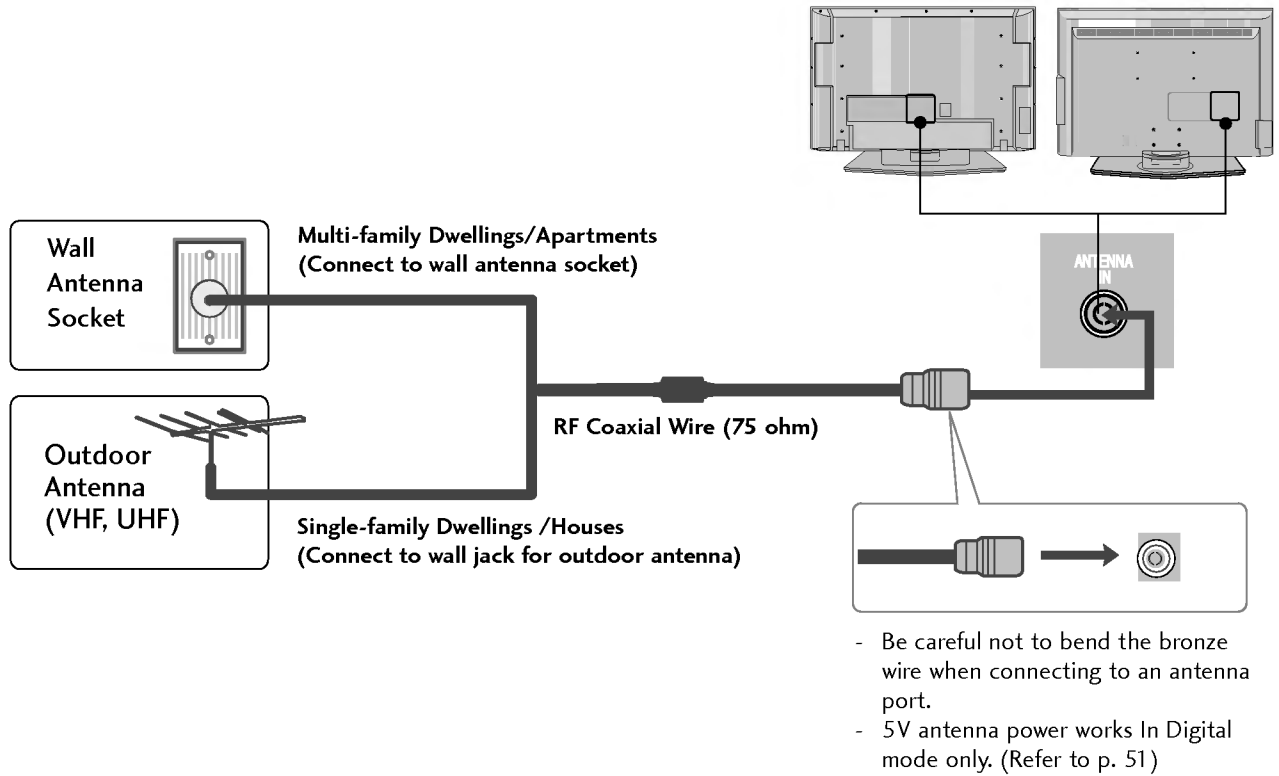 ANTENNA
IN
Wall
Antenna
Socket
Multi-family Dwellings/Apartments
(Connect to wall antenna socket)
RF Coaxial Wire (75 ohm)
Outdoor
Antenna
(VHF, UHF)
Single-family Dwellings /Houses
(Connect to wall jack for outdoor antenna)
- Be careful not to bend the bronze
wire when connecting to an antenna
port.
- 5V antenna power works In Digital
mode only. (Refer to p. 51)